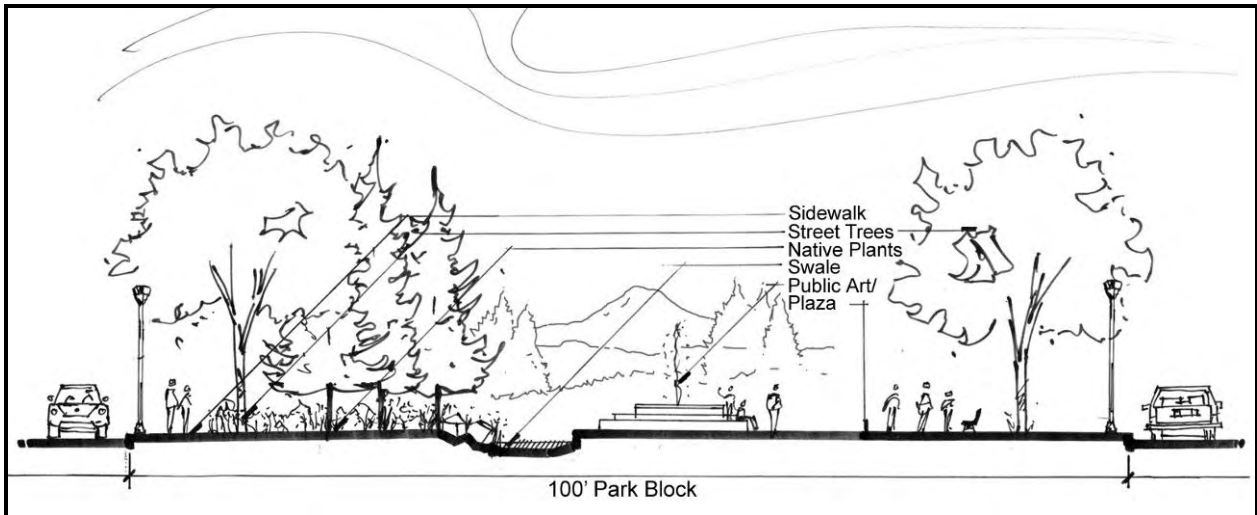 Sidewalk
Street Trees
Native Plants
Swale
Public Art/
Plaza
100' Park Block